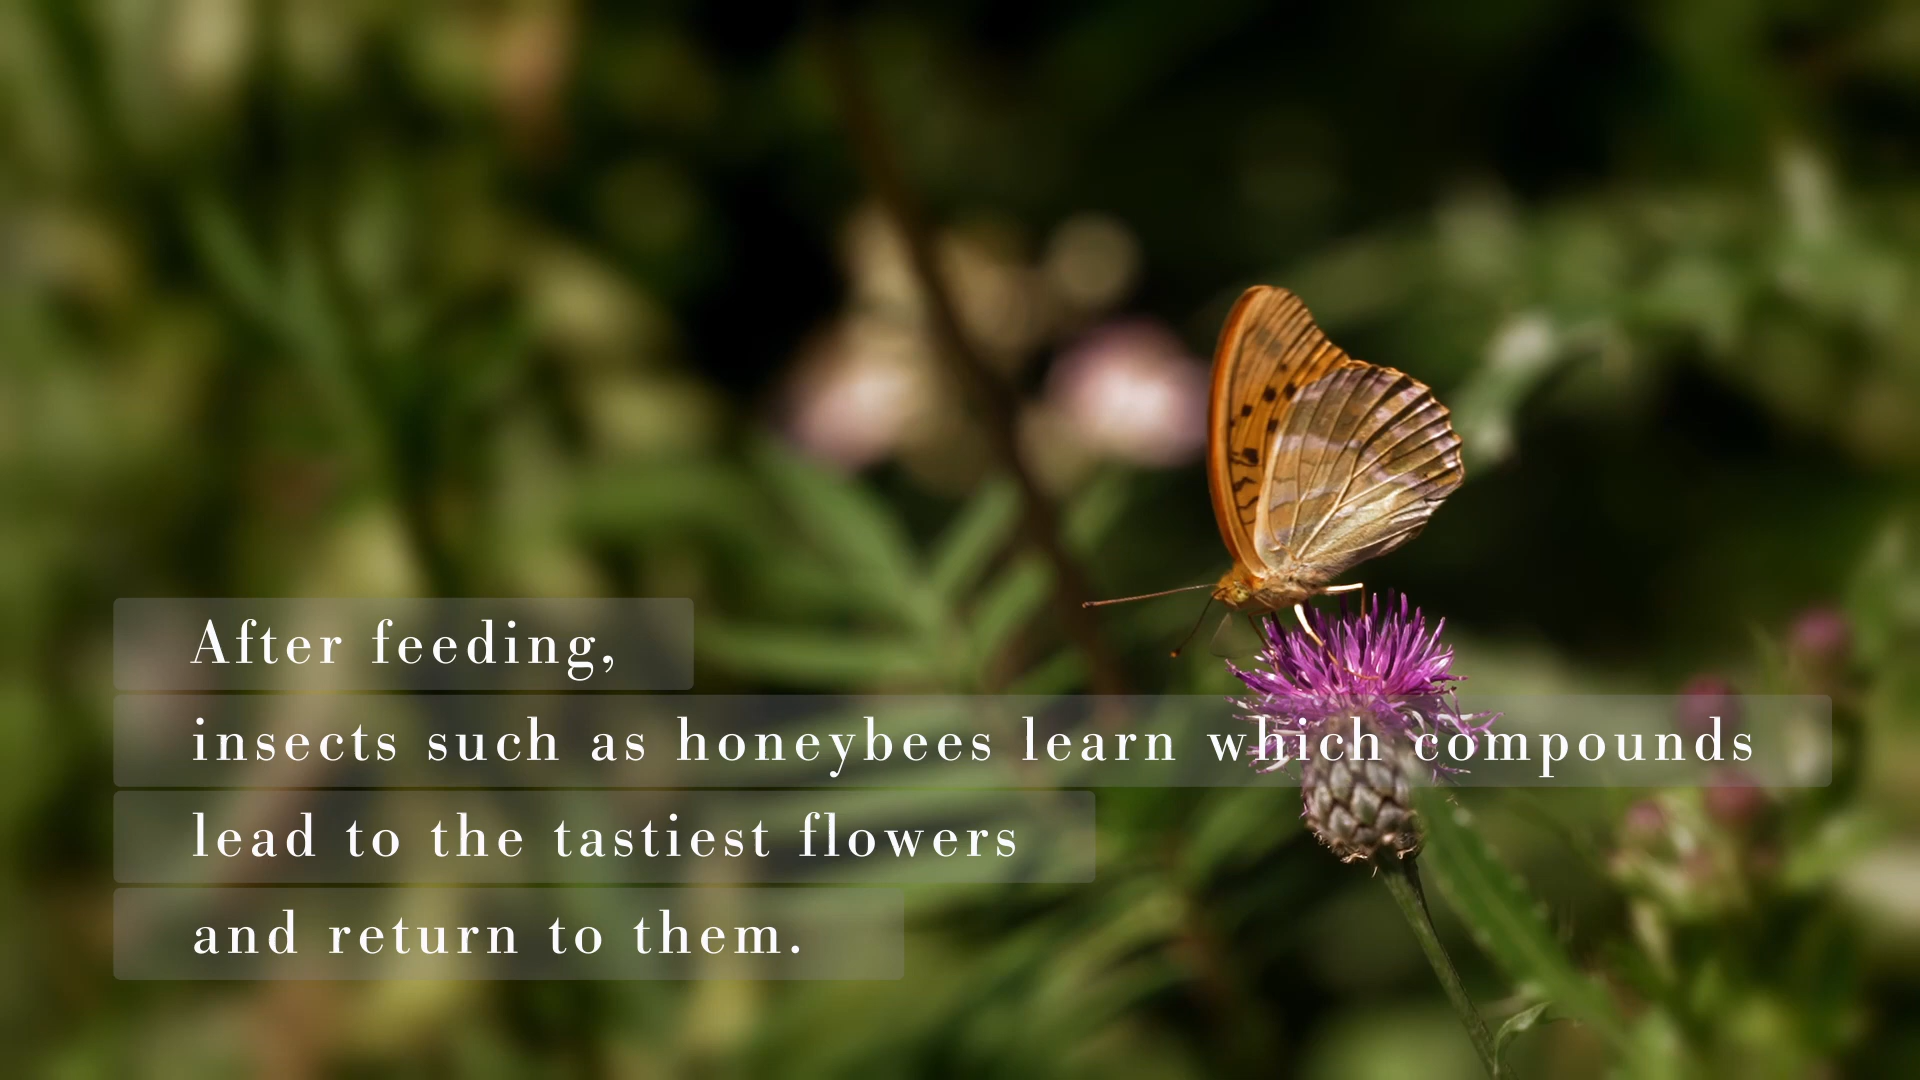 After feeding,
insects such as honeybees learn which compounds
lead to the tastiest flowers
and return to them.